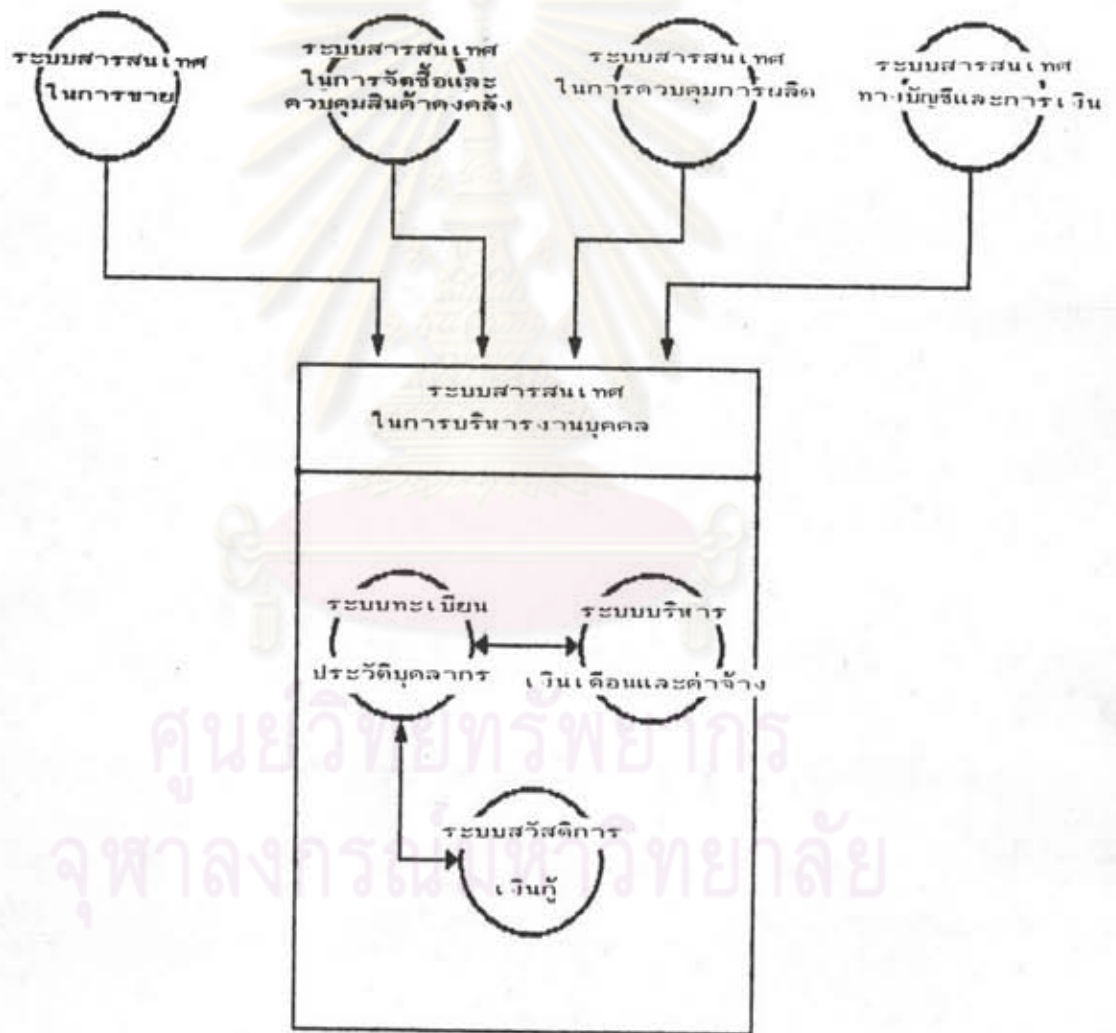 ระบบสารสนเทศ
ในการขาย
ระบบสารสนเทศ
ในการจัดซื้อและ
ควบคุมสินค้าคงคลัง
ระบบสารสนเทศ
ในการควบคุมการผลิต
ระบบสารสนเทศ
ทางบัญชีและการเงิน
ระบบสารสนเทศ
ในการบริหารงานบุคคล
ระบบทะเบียน
ประวัติบุคลากร
ระบบบริหาร
เงินเดือนและค่าจ้าง
ระบบสวัสดิการ
เงินกู้
ศูนย์วิทยทรัพยากร
จุฬาลงกรณ์มหาวิทยาลัย